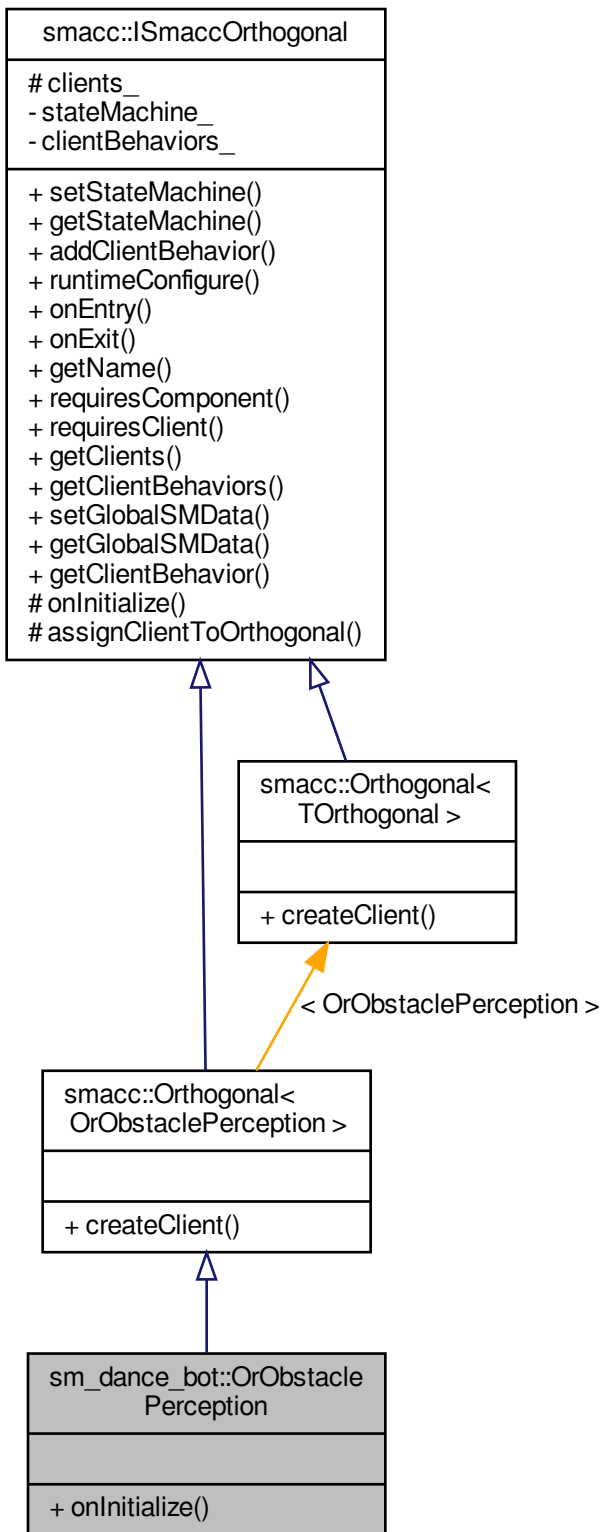 smacc::ISmaccOrthogonal
# clients_
- stateMachine_
- clientBehaviors_
+ setStateMachine()
+ getStateMachine()
+ addClientBehavior()
+ runtimeConfigure()
+ onEntry()
+ onExit()
+ getName()
+ requiresComponent()
+ requiresClient()
+ getClients()
+ getClientBehaviors()
+ setGlobalSMData()
+ getGlobalSMData()
+ getClientBehavior()
# onInitialize()
# assignClientToOrthogonal()
smacc::Orthogonal<
TOrthogonal >
+ createClient()
< OrObstaclePerception >
smacc::Orthogonal<
OrObstaclePerception >
+ createClient()
sm_dance_bot::OrObstacle
Perception
+ onInitialize()